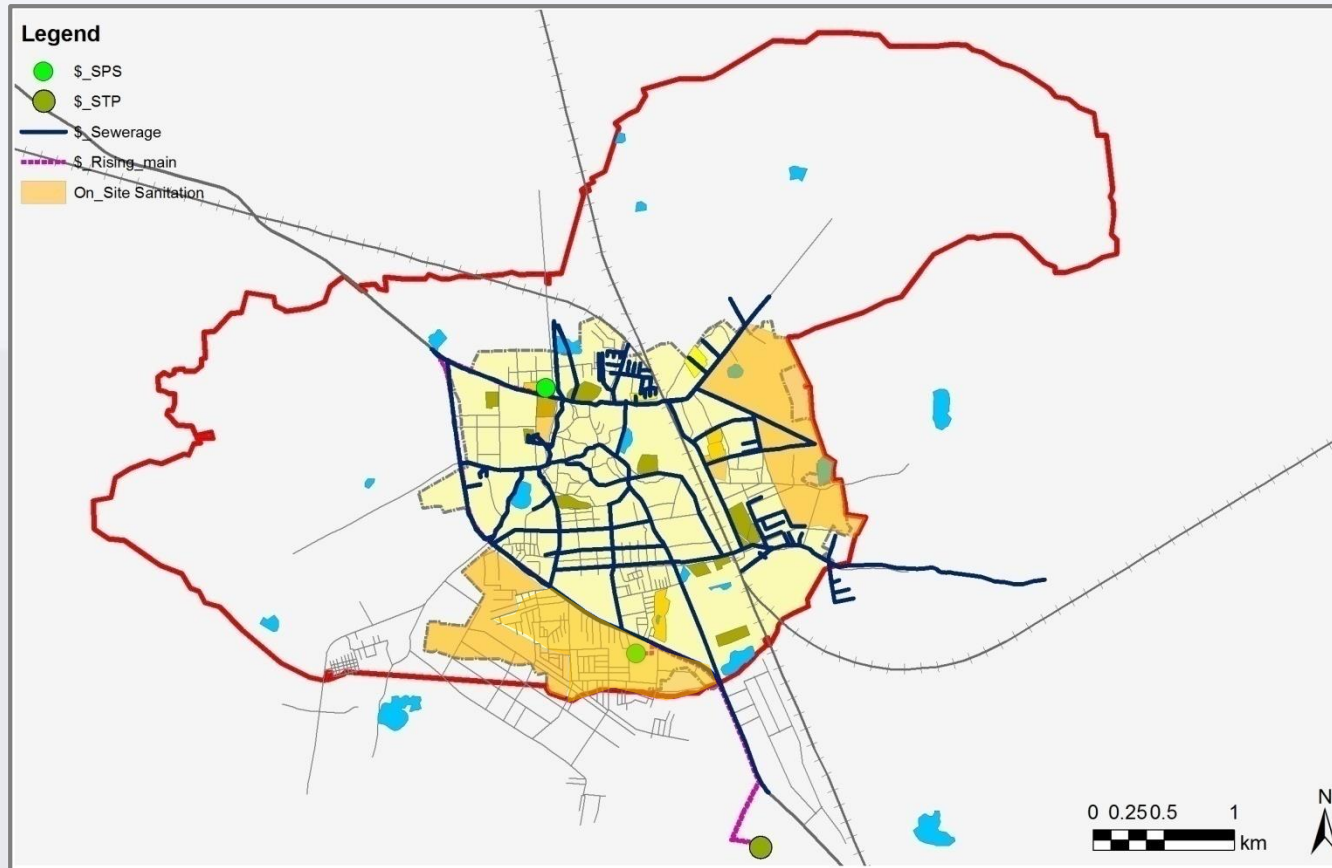 Legend
$_SPS
$_STP
$_Sewerage
$_Rising_main
On_Site Sanitation
N
0 0.25 0.5 1
km